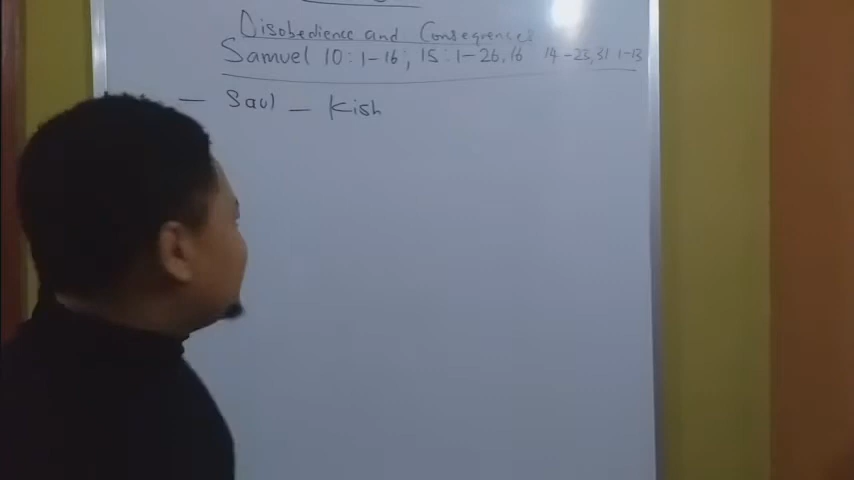 Disobedience and Consequences
Samuel 10:1-16; 15:1-26, 16 14-23, 31 1-13
- Saul - Kish